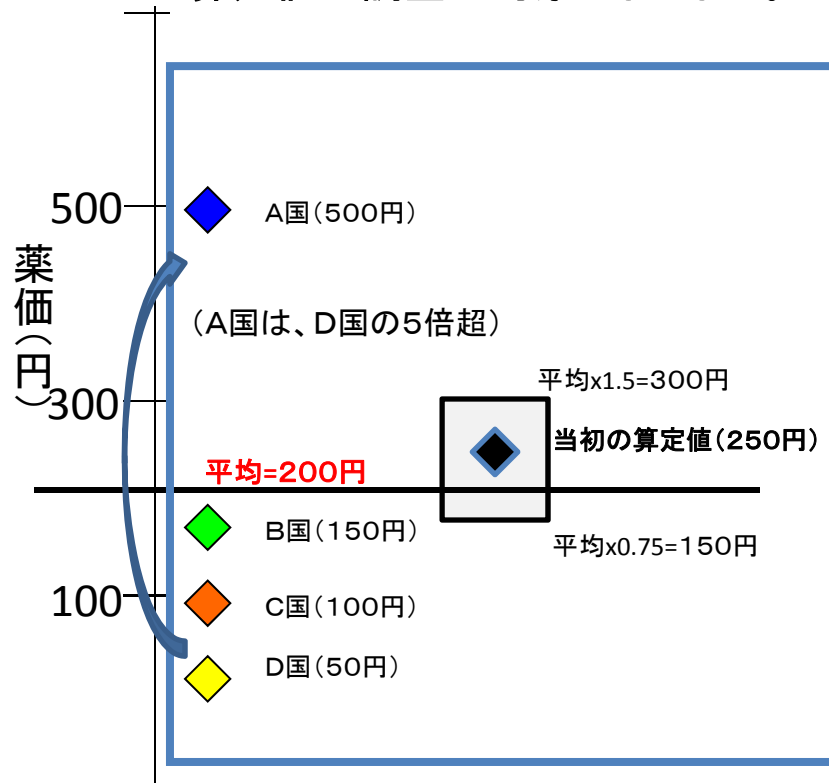 500
A国（500円）
薬価（円）
（A国は、D国の5倍超）
平均x1.5=300円
300
当初の算定値（250円）
平均=200円
B国（150円）
平均x0.75=150円
100
C国（100円）
D国（50円）